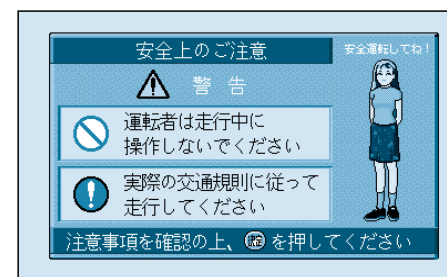 安全上のご注意
安全運転してね!
警告
運転者は走行中に
操作しないでください
実際の交通規則に従って
走行してください
注意事項を確認の上、決定を押してください